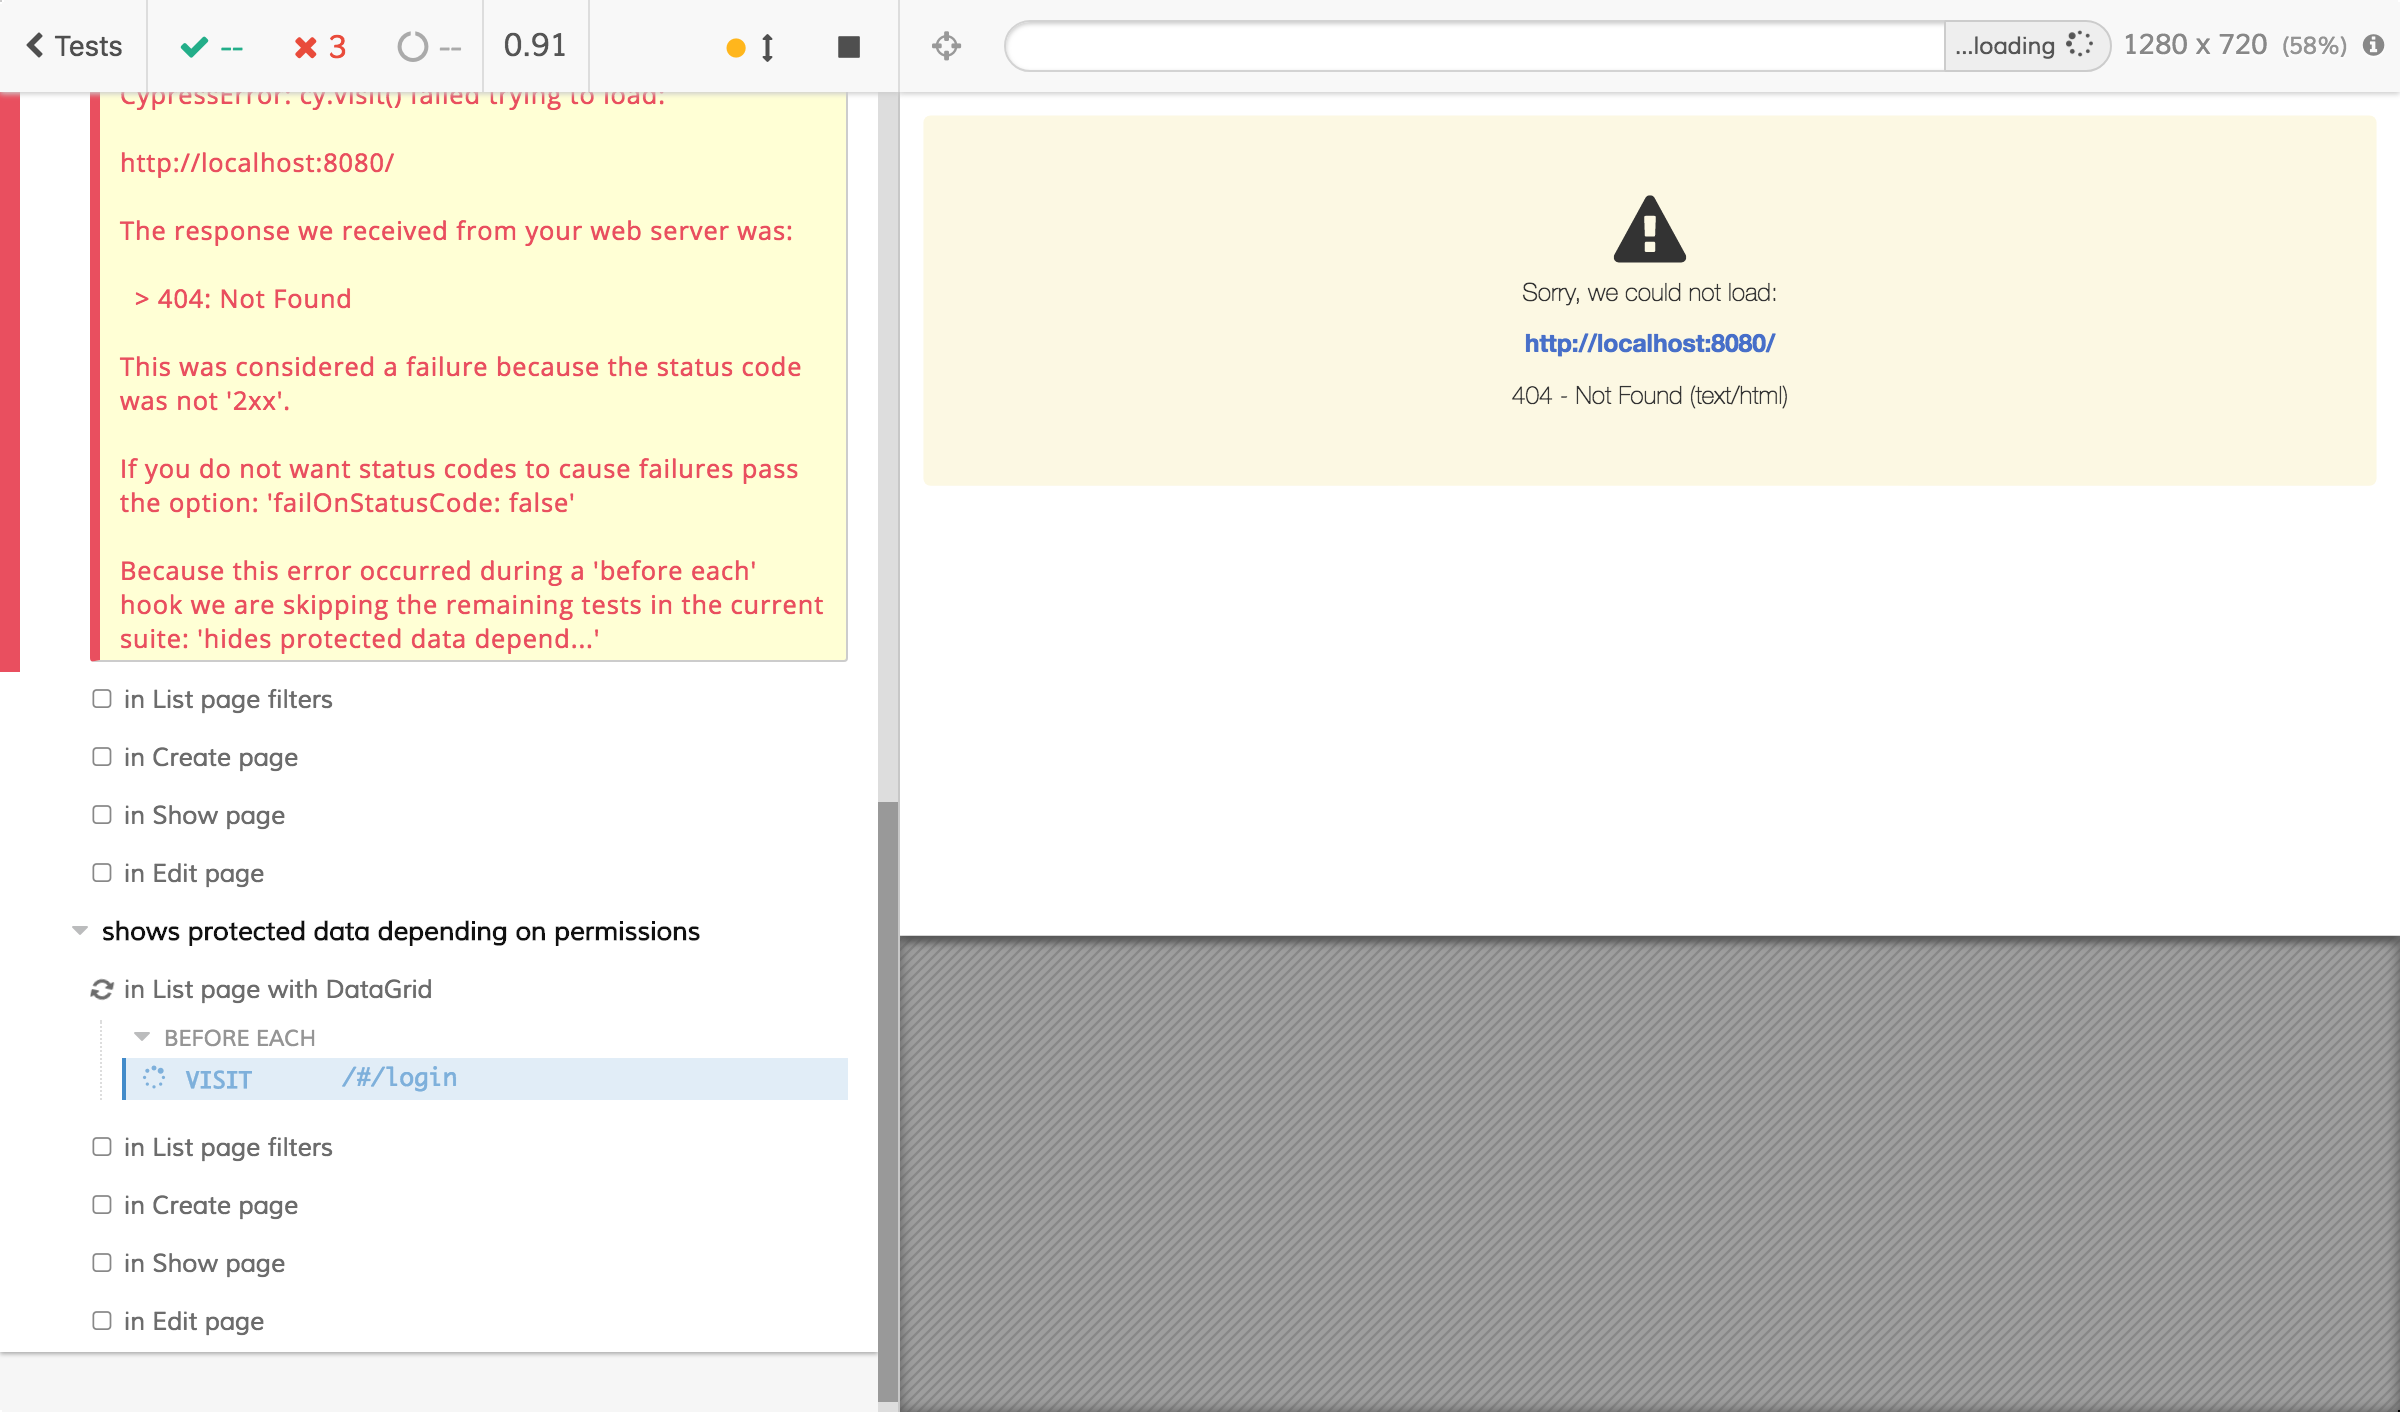 Tests
--
3
--
0.91
...loading
1280 x 720 (58%)
CypressError: cy.visit() failed trying to load:
http://localhost:8080/
The response we received from your web server was:
> 404: Not Found
This was considered a failure because the status code
was not '2xx'.
If you do not want status codes to cause failures pass
the option: 'failOnStatusCode: false'
Because this error occurred during a 'before each'
hook we are skipping the remaining tests in the current
suite: 'hides protected data depend...'
in List page filters
in Create page
in Show page
in Edit page
shows protected data depending on permissions
in List page with DataGrid
BEFORE EACH
VISIT /#/login
in List page filters
in Create page
in Show page
in Edit page
Sorry, we could not load:
http://localhost:8080/
404 - Not Found (text/html)